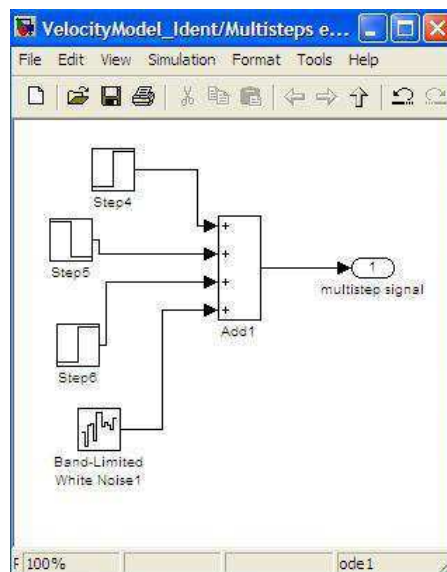 VelocityModel_Ident/Multisteps e...
File Edit View Simulation Format Tools Help
Step4
+
Step5
+
1
multistep signal
+
+
Add1
Step6
Band-Limited
White Noise1
F 100% ode1